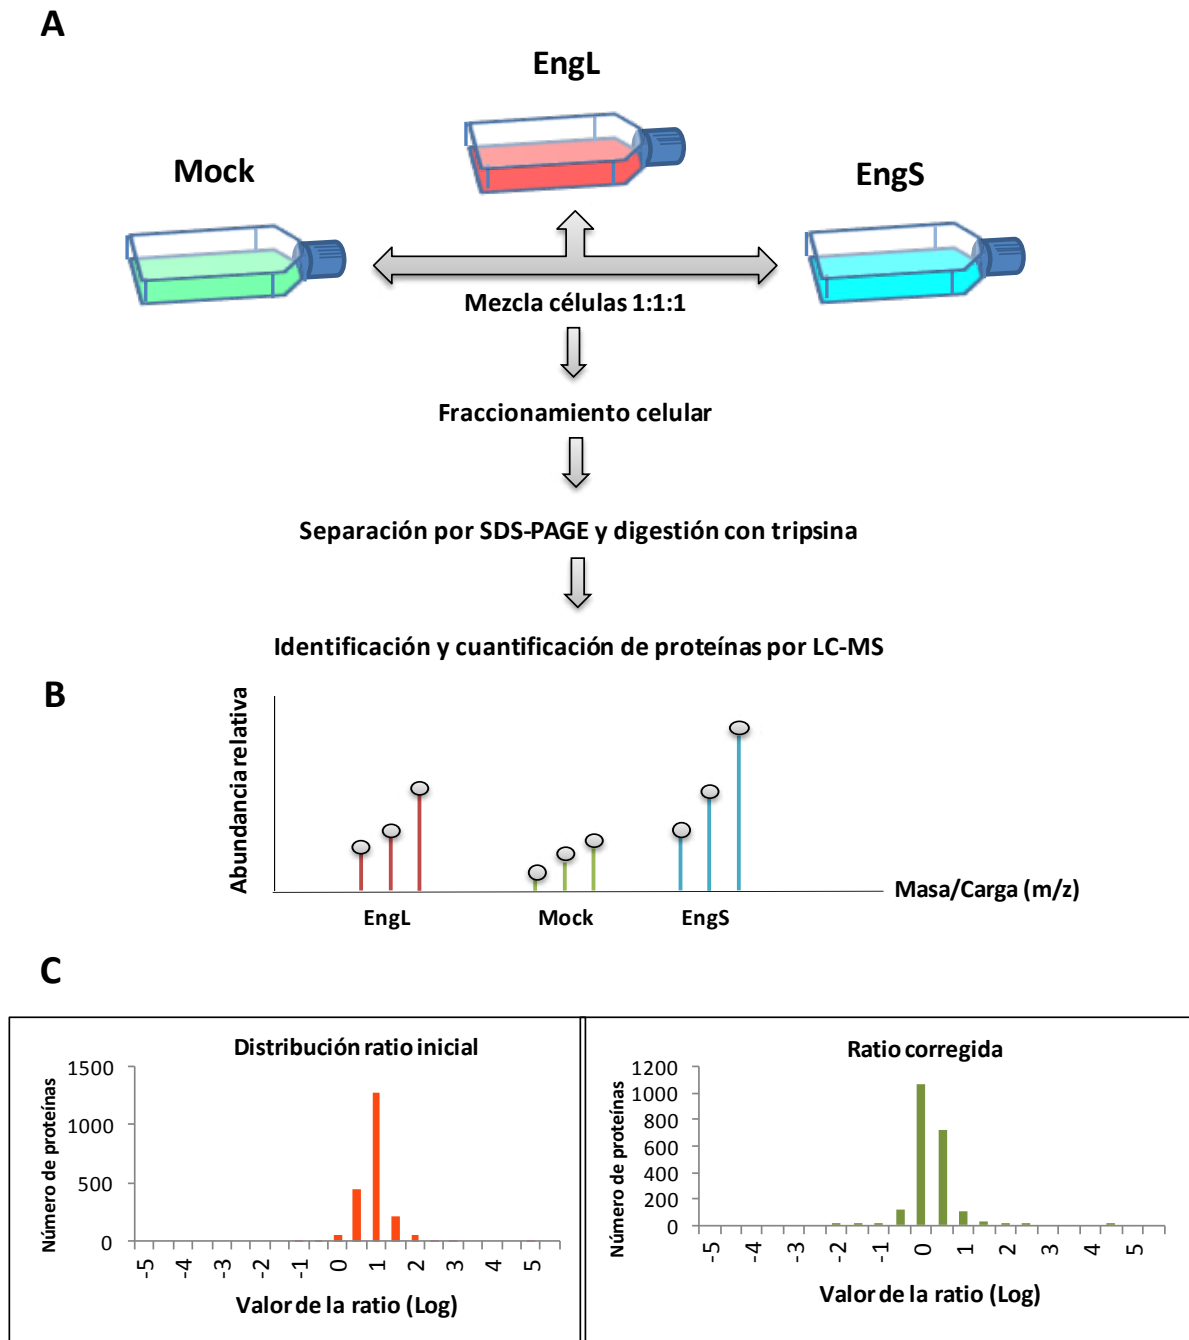 A
EngL
Mock
EngS
Mezcla células 1:1:1
Fraccionamiento celular
Separación por SDS-PAGE y digestión con tripsina
Identificación y cuantificación de proteínas por LC-MS
B
Abundancia relativa
Masa/Carga (m/z)
EngL Mock EngS
C
Distribución ratio inicial
Número de proteínas
1500
1000
500
0
-5 -4 -3 -2 -1 0 1 2 3 4 5
Valor de la ratio (Log)
Ratio corregida
Número de proteínas
1200
1000
800
600
400
200
0
-5 -4 -3 -2 -1 0 1 2 3 4 5
Valor de la ratio (Log)